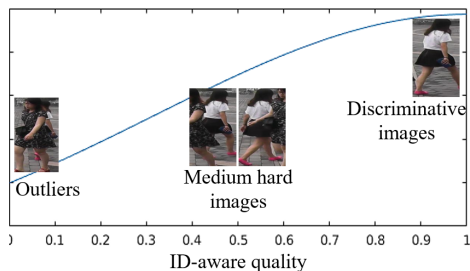 Discriminative
images
Medium hard
images
Outliers
0 0.1 0.2 0.3 0.4 0.5 0.6 0.7 0.8 0.9 1
ID-aware quality